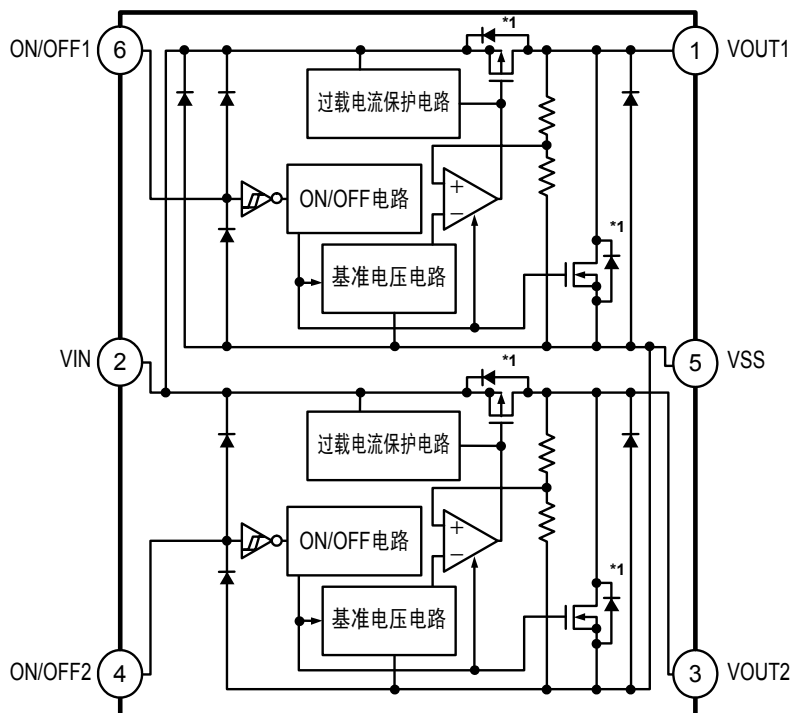 *1
ON/OFF1
6
1
VOUT1
过载电流保护电路
ON/OFF电路
+
−
*1
基准电压电路
VIN
2
5
VSS
*1
过载电流保护电路
ON/OFF电路
+
−
*1
基准电压电路
ON/OFF2
4
3
VOUT2